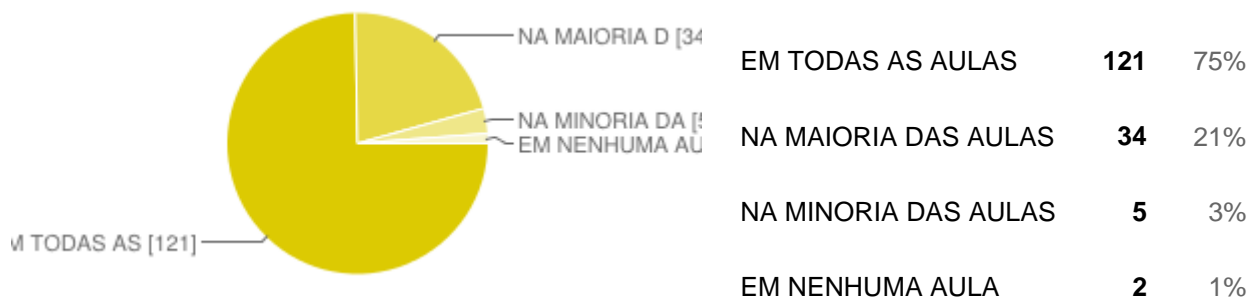 NA MAIORIA D [34
NA MINORIA DA [5
EM NENHUMA AU
M TODAS AS [121]
EM TODAS AS AULAS 121 75%
NA MAIORIA DAS AULAS 34 21%
NA MINORIA DAS AULAS 5 3%
EM NENHUMA AULA 2 1%